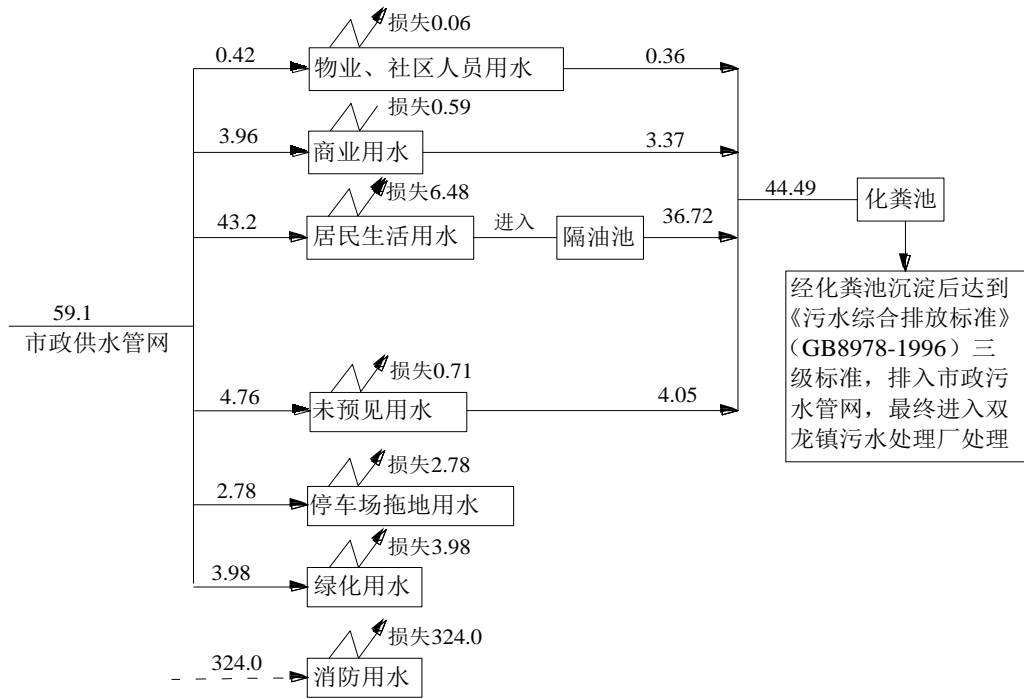 损失0.06
0.42
物业、社区人员用水
0.36
损失0.59
3.96
商业用水
3.37
损失6.48
43.2
居民生活用水
进入
隔油池
36.72
44.49
化粪池
59.1
市政供水管网
经化粪池沉淀后达到
《污水综合排放标准》
（GB8978-1996）三
级标准，排入市政污
水管网，最终进入双
龙镇污水处理厂处理
损失0.71
4.76
未预见用水
4.05
损失2.78
2.78
停车场拖地用水
损失3.98
3.98
绿化用水
损失324.0
324.0
消防用水